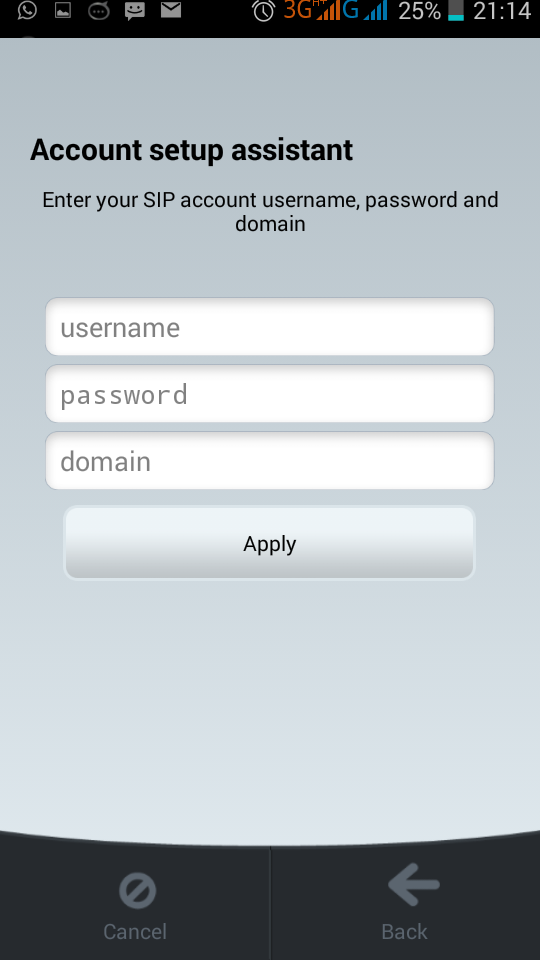 3G H+ G 25% 21:14
Account setup assistant
Enter your SIP account username, password and
domain
username
password
domain
Apply
Cancel Back